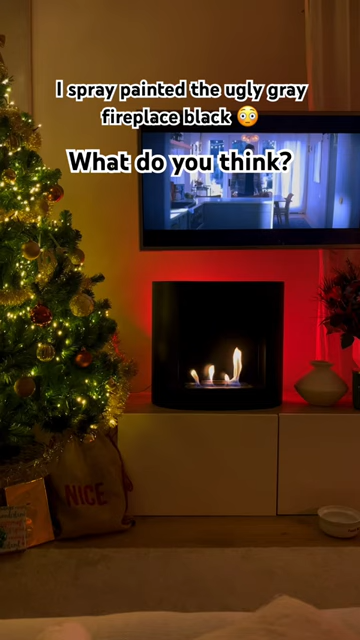 I spray painted the ugly gray
fireplace black 😳
What do you think?
NICE